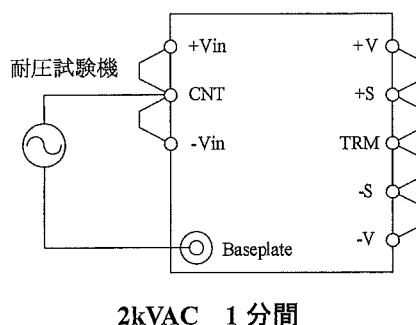 +Vin
+V
耐圧試験機
CNT
+S
TRM
-Vin
-S
Baseplate
-V
2kVAC 1分間